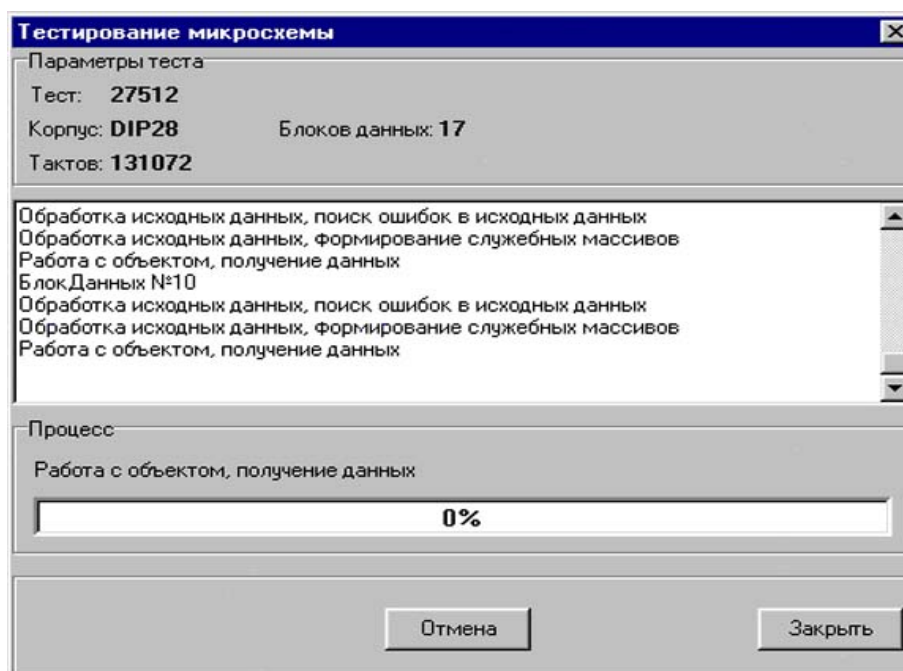 Тестирование микросхемы
Параметры теста
Тест: 27512
Корпус: DIP28 Блоков данных: 17
Тактов: 131072
Обработка исходных данных, поиск ошибок в исходных данных
Обработка исходных данных, формирование служебных массивов
Работа с объектом, получение данных
БлокДанных №10
Обработка исходных данных, поиск ошибок в исходных данных
Обработка исходных данных, формирование служебных массивов
Работа с объектом, получение данных
Процесс
Работа с объектом, получение данных
0%
Отмена Закрыть